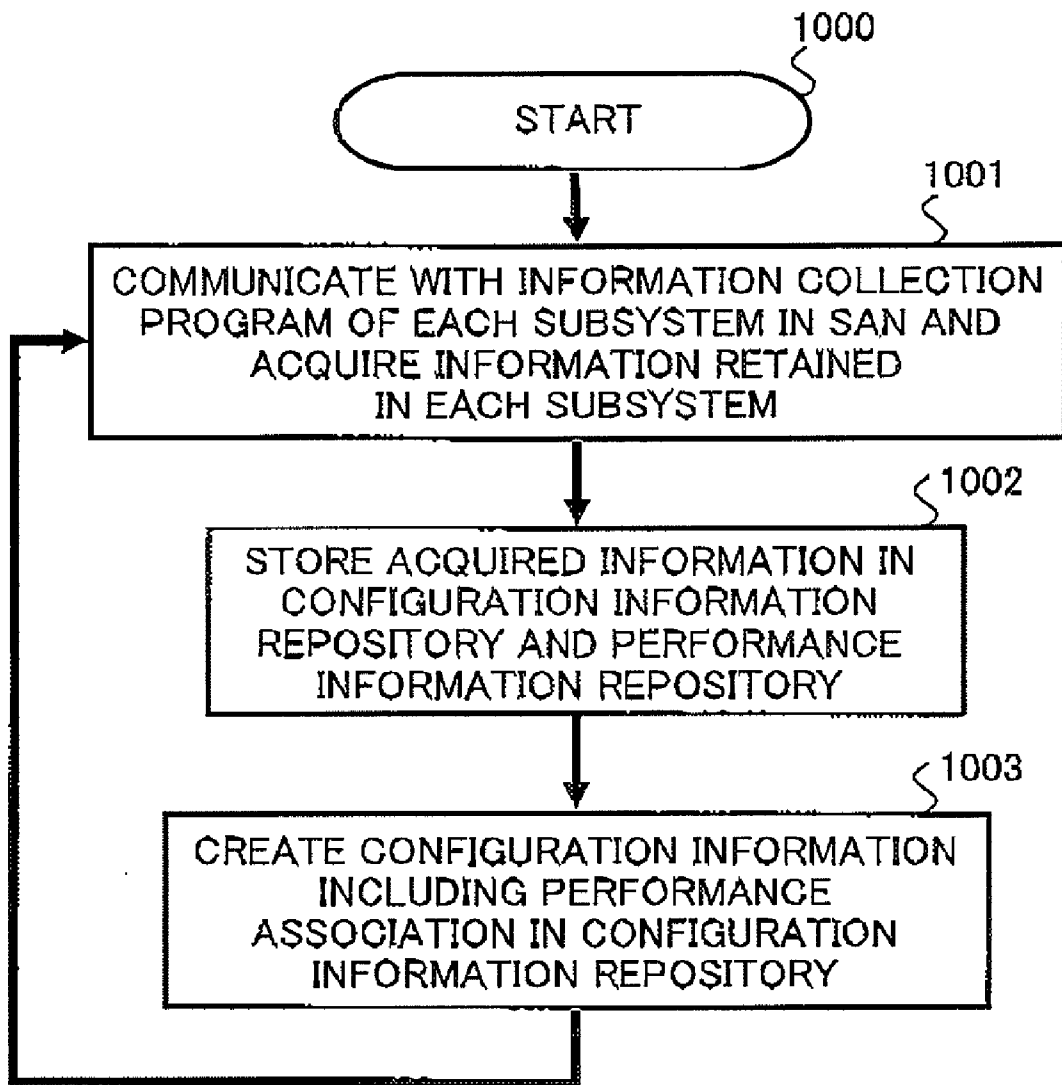 1000
START
1001
COMMUNICATE WITH INFORMATION COLLECTION
PROGRAM OF EACH SUBSYSTEM IN SAN AND
ACQUIRE INFORMATION RETAINED
IN EACH SUBSYSTEM
1002
STORE ACQUIRED INFORMATION IN
CONFIGURATION INFORMATION
REPOSITORY AND PERFORMANCE
INFORMATION REPOSITORY
1003
CREATE CONFIGURATION INFORMATION
INCLUDING PERFORMANCE
ASSOCIATION IN CONFIGURATION
INFORMATION REPOSITORY